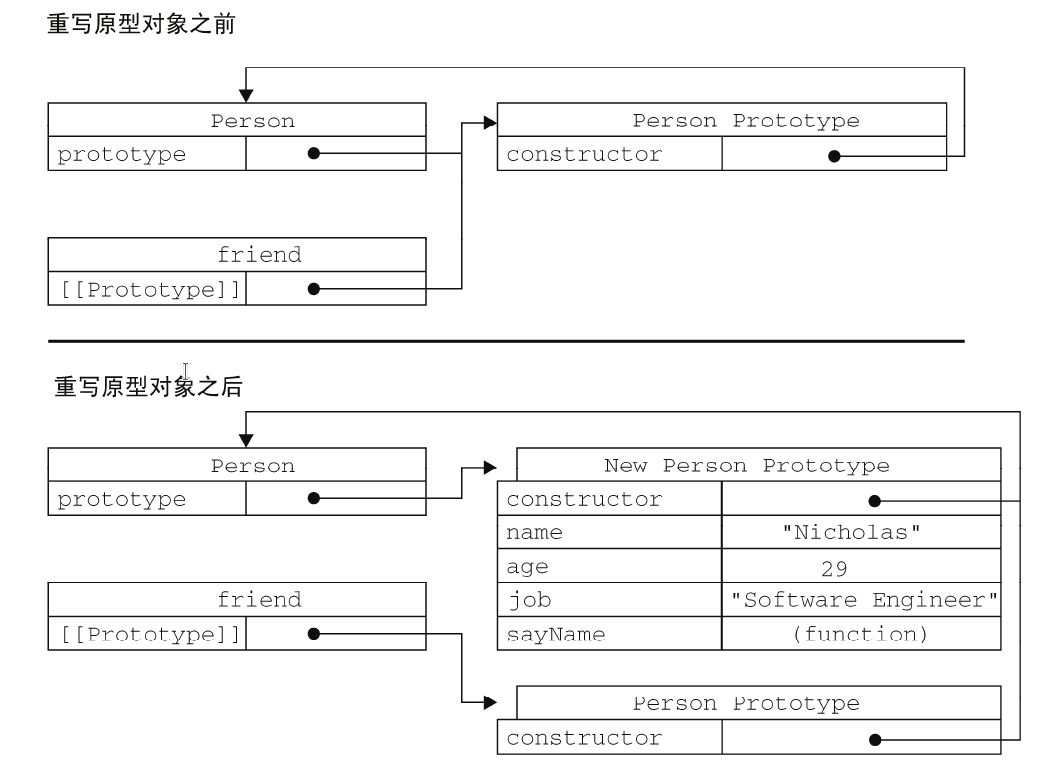 重写原型对象之前
Person
Person Prototype
prototype
constructor
friend
[[Prototype]]
重写原型对象之后
Person
New Person Prototype
prototype
constructor
name "Nicholas"
age 29
friend
job "Software Engineer"
[[Prototype]]
sayName (function)
Person Prototype
constructor